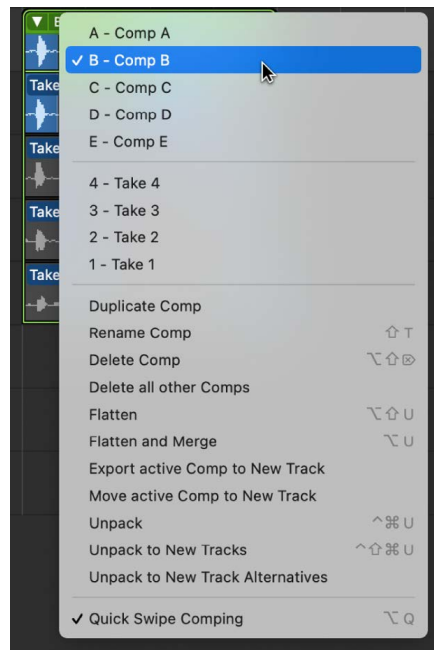 A - Comp A
✓ B - Comp B
Take
C - Comp C
D - Comp D
E - Comp E
Take
4 - Take 4
Take
3 - Take 3
2 - Take 2
1 - Take 1
Take
Duplicate Comp
Rename Comp ⇧ T
Delete Comp ⌥⇧⌦
Delete all other Comps
Flatten ⌥⇧U
Flatten and Merge ⌥U
Export active Comp to New Track
Move active Comp to New Track
Unpack ^⌘U
Unpack to New Tracks ^⇧⌘U
Unpack to New Track Alternatives
✓ Quick Swipe Comping ⌥Q